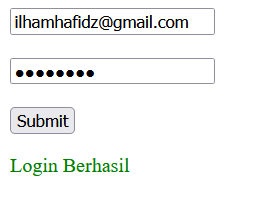 ilhamhafidz@gmail.com
●●●●●●●●
Submit
Login Berhasil